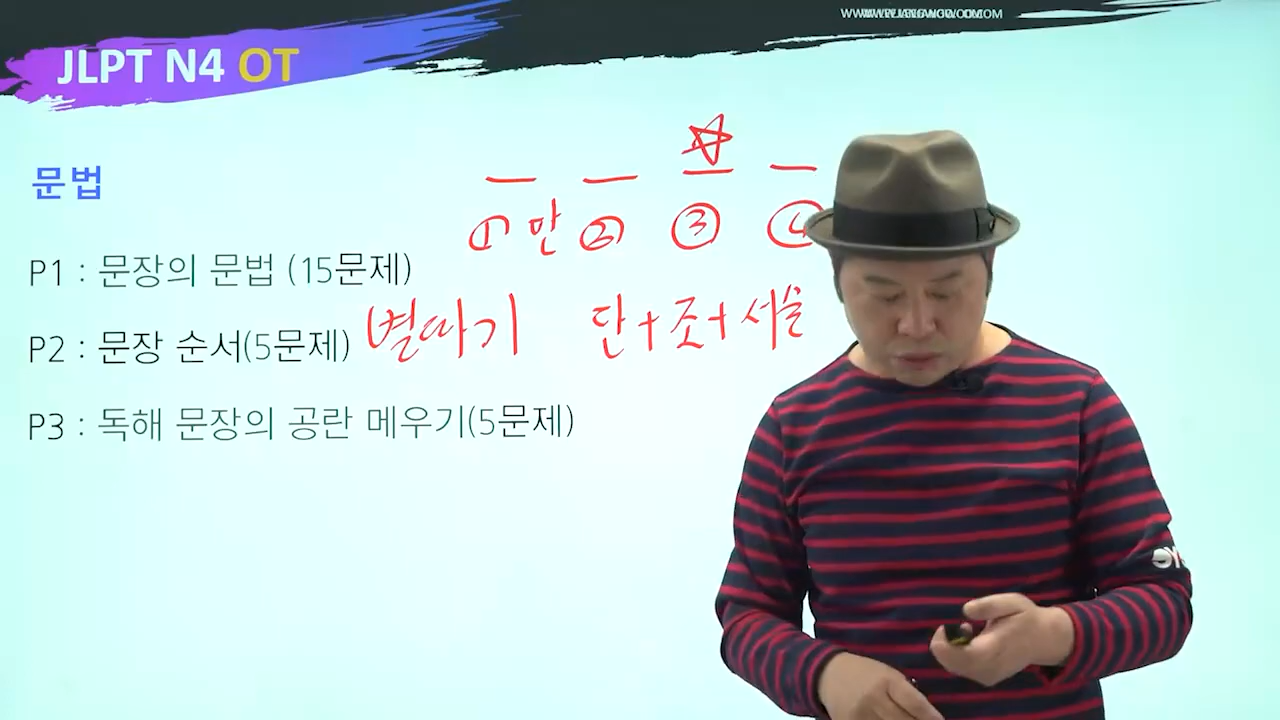 JLPT N4 OT
문법
① 만 ② ③ ④
P1 : 문장의 문법 (15문제)
P2 : 문장 순서(5문제) 별따기 단+조+서술
P3 : 독해 문장의 공란 메우기(5문제)